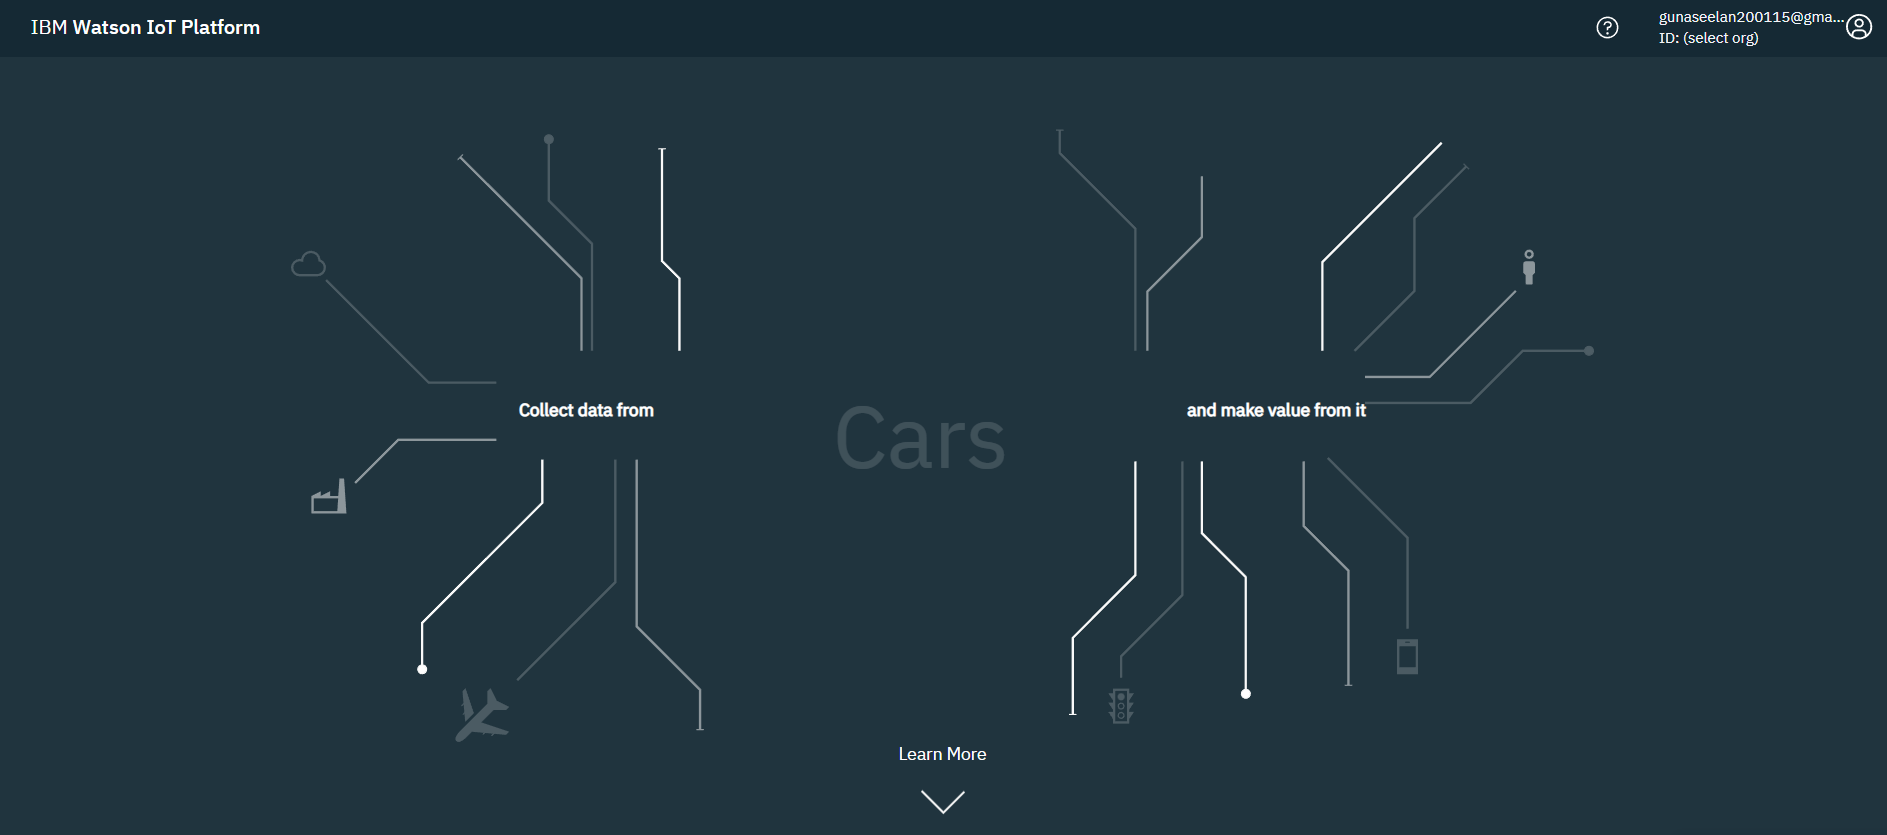 IBM Watson IoT Platform
gunaseelan200115@gma...
ID: (select org)
Collect data from
Cars
and make value from it
Learn More